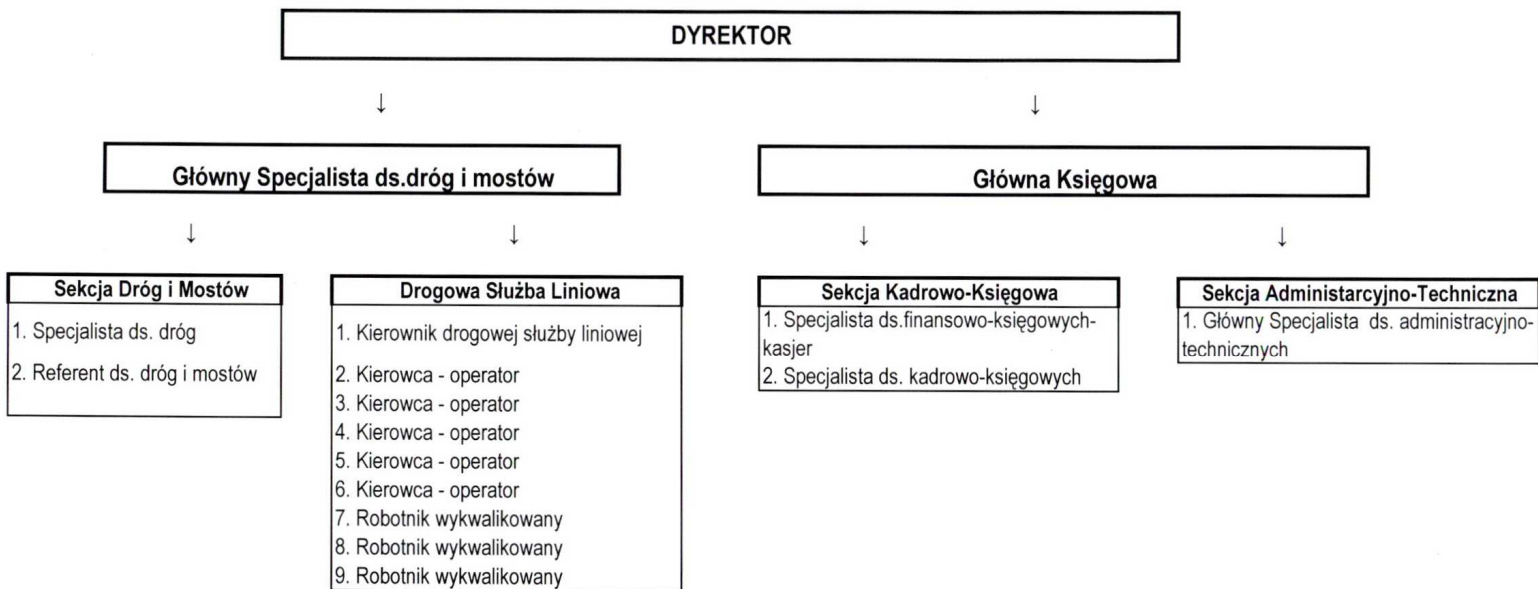 DYREKTOR
↓
↓
Główny Specjalista ds.dróg i mostów
Główna Księgowa
↓
↓
↓
↓
Sekcja Dróg i Mostów
1. Specjalista ds. dróg
2. Referent ds. dróg i mostów
Drogowa Służba Liniowa
1. Kierownik drogowej służby liniowej
2. Kierowca - operator
3. Kierowca - operator
4. Kierowca - operator
5. Kierowca - operator
6. Kierowca - operator
7. Robotnik wykwalikowany
8. Robotnik wykwalikowany
9. Robotnik wykwalikowany
Sekcja Kadrowo-Księgowa
1. Specjalista ds.finansowo-księgowych-
kasjer
2. Specjalista ds. kadrowo-księgowych
Sekcja Administarcyjno-Techniczna
1. Główny Specjalista ds. administracyjno-
technicznych